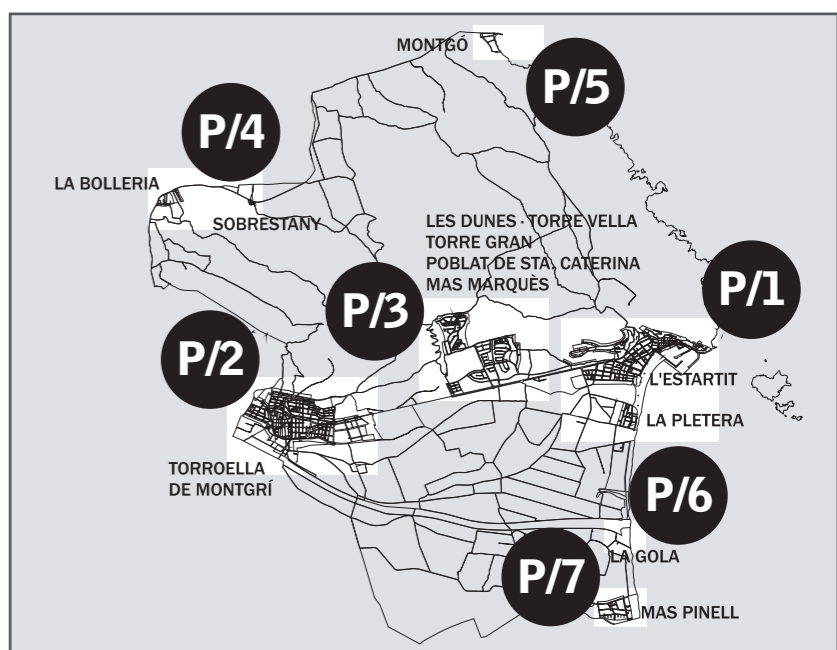 MONTGÓ
P/5
P/4
LA BOLLERIA
SOBRESTANY
LES DUNES · TORRE VELLA
TORRE GRAN
POBLAT DE STA. CATERINA
MAS MARQUÈS
P/1
P/3
P/2
L'ESTARTIT
LA PLETERA
TORROELLA
DE MONTGRÍ
P/6
LA GOLA
P/7
MAS PINELL